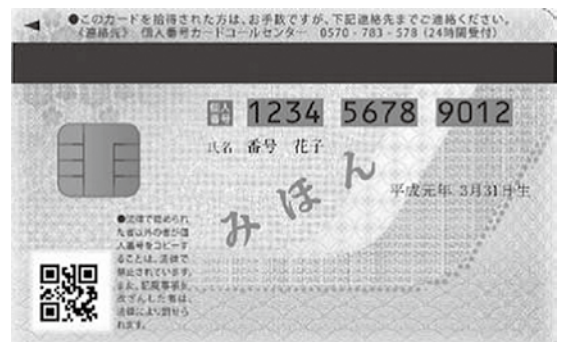 ●このカードを拾得された方は、お手数ですが、下記連絡先までご連絡ください。
《連絡先》 個人番号カードコールセンター 0570-783-578 (24時間受付)
個人番号 1234 5678 9012
氏名 番号 花子
平成元年 3月31日生
みほん
●法律で認められ
た者以外の者が個
人番号をコピーす
ることは、法律で
禁止されています。
また、記載事項を
改ざんした者は、
法律により罰せら
れます。